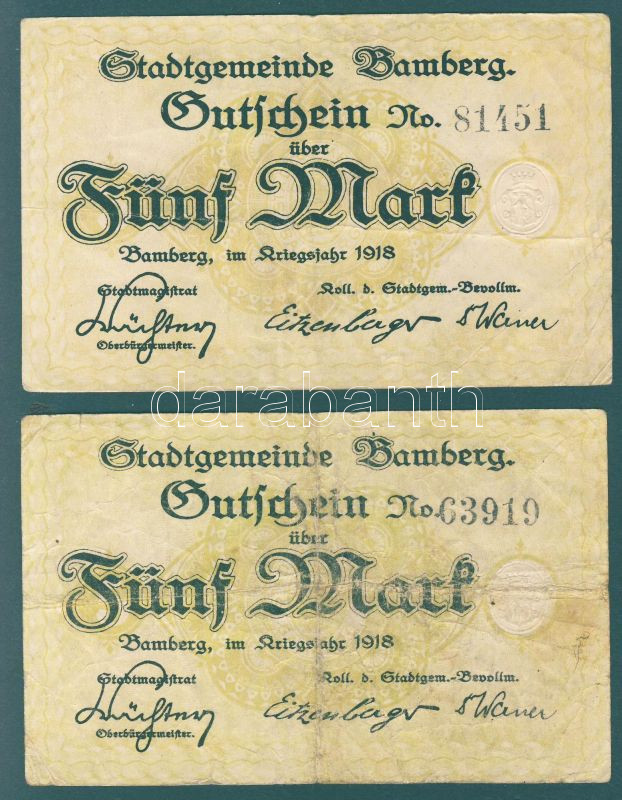 Stadtgemeinde Bamberg.
Gutschein No. 81451
über
Fünf Mark
Bamberg, im Kriegsjahr 1918
Stadtmagistrat Koll. d. Stadtgem.-Bevollm.
Oberbürgermeister.
darabanth
Stadtgemeinde Bamberg.
Gutschein No. 63919
über
Fünf Mark
Bamberg, im Kriegsjahr 1918
Stadtmagistrat Koll. d. Stadtgem.-Bevollm.
Oberbürgermeister.